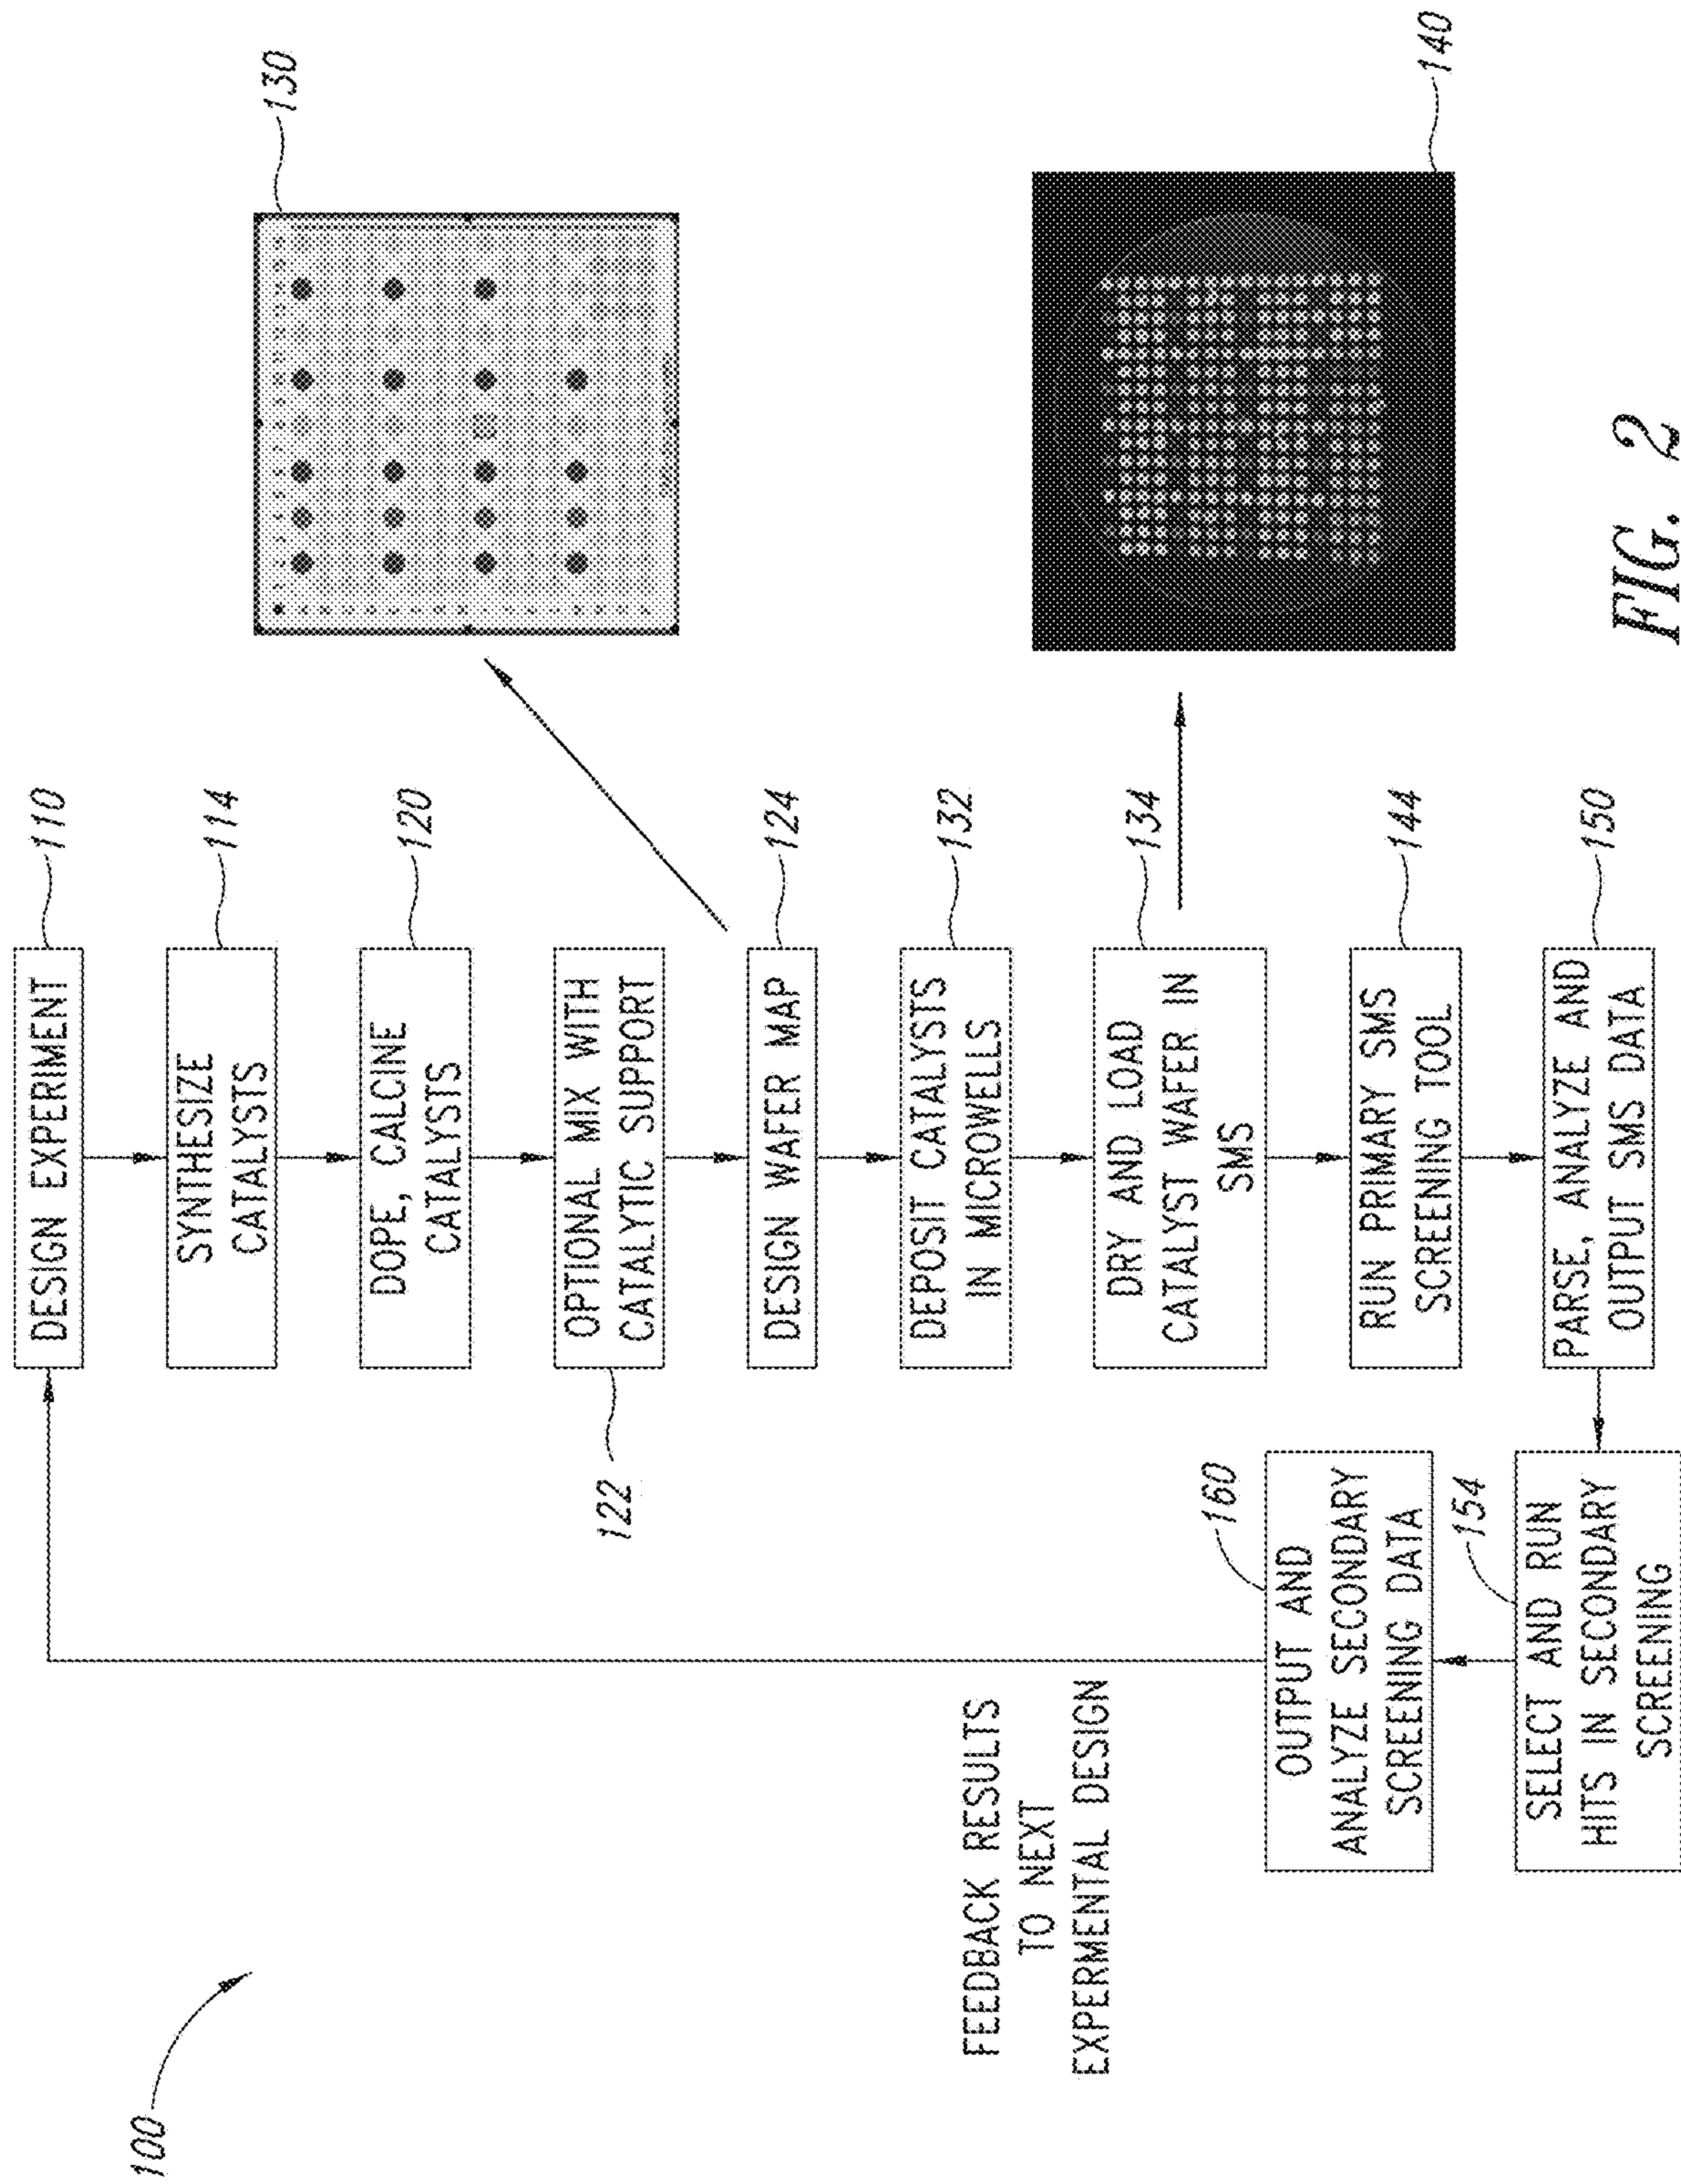 100
DESIGN EXPERIMENT
110
SYNTHESIZE
CATALYSTS
114
DOPE, CALCINE
CATALYSTS
120
OPTIONAL MIX WITH
CATALYTIC SUPPORT
122
DESIGN WAFER MAP
124
130
DEPOSIT CATALYSTS
IN MICROWELLS
132
DRY AND LOAD
CATALYST WAFER IN
SMS
134
140
RUN PRIMARY SMS
SCREENING TOOL
144
PARSE, ANALYZE AND
OUTPUT SMS DATA
150
SELECT AND RUN
HITS IN SECONDARY
SCREENING
154
OUTPUT AND
ANALYZE SECONDARY
SCREENING DATA
160
FEEDBACK RESULTS
TO NEXT
EXPERMENTAL DESIGN
FIG. 2